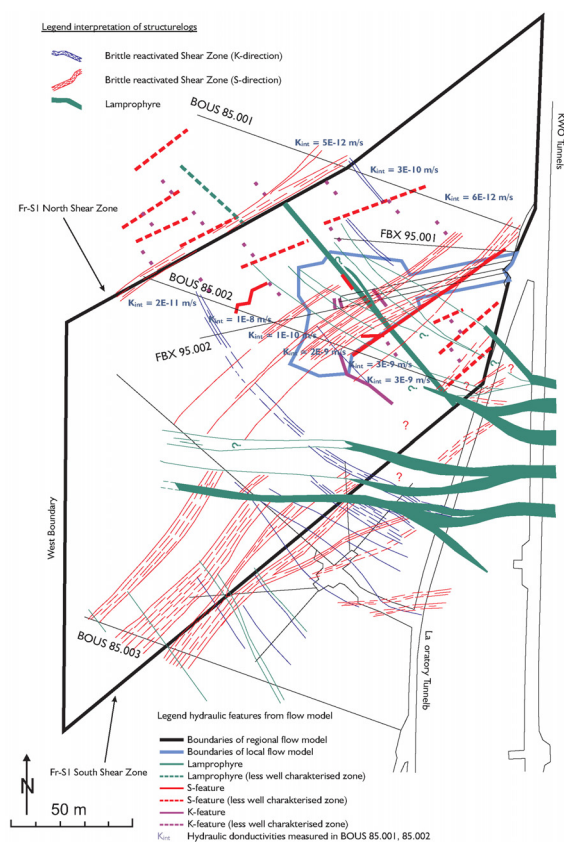 Legend interpretation of structurelogs
Brittle reactivated Shear Zone (K-direction)
Brittle reactivated Shear Zone (S-direction)
Lamprophyre
BOUS 85.001
KWO Tunnels
Kint = 5E-12 m/s
Kint = 3E-10 m/s
Kint = 6E-12 m/s
Fr-S1 North Shear Zone
FBX 95.001
?
BOUS 85.002
Kint = 2E-11 m/s
Kint = 1E-8 m/s
Kint = 1E-10 m/s
?
FBX 95.002
Kint = 2E-9 m/s
Kint = 3E-9 m/s
?
Kint = 3E-9 m/s
?
?
?
?
?
?
West Boundary
BOUS 85.003
La oratory Tunnelb
Fr-S1 South Shear Zone
N
50 m
Legend hydraulic features from flow model
Boundaries of regional flow model
Boundaries of local flow model
Lamprophyre
Lamprophyre (less well charakterised zone)
S-feature
S-feature (less well charakterised zone)
K-feature
K-feature (less well charakterised zone)
Kint Hydraulic donductivities measured in BOUS 85.001, 85.002